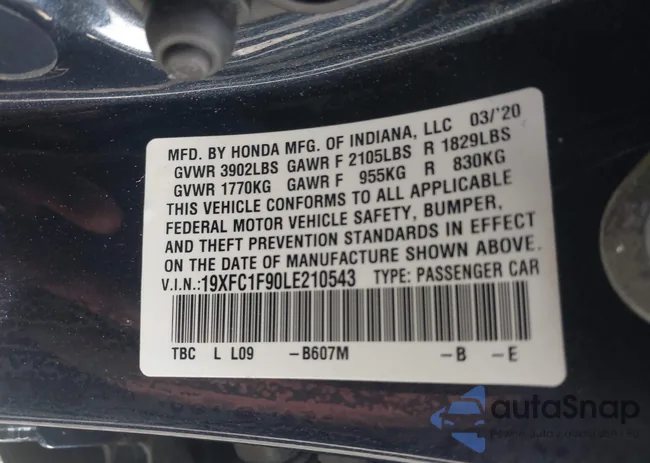 MFD. BY HONDA MFG. OF INDIANA, LLC 03/'20
GVWR 3902LBS GAWR F 2105LBS R 1829LBS
GVWR 1770KG GAWR F 955KG R 830KG
THIS VEHICLE CONFORMS TO ALL APPLICABLE
FEDERAL MOTOR VEHICLE SAFETY, BUMPER,
AND THEFT PREVENTION STANDARDS IN EFFECT
ON THE DATE OF MANUFACTURE SHOWN ABOVE.
V.I.N.:19XFC1F90LE210543 TYPE: PASSENGER CAR
TBC L L09 -B607M -B -E
autaSnap